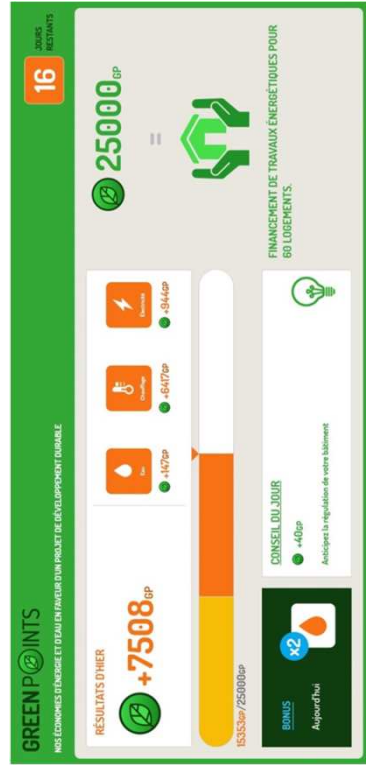 GREEN POINTS
NOS ÉCONOMIES D'ÉNERGIE ET D'EAU EN FAVEUR D'UN PROJET DE DÉVELOPPEMENT DURABLE
16
JOURS
RESTANTS
RÉSULTATS D'HIER
+7508GP
Eau
+147GP
Chauffage
+6417GP
Électricité
+944GP
15353GP/25000GP
25000GP
=
FINANCEMENT DE TRAVAUX ÉNERGÉTIQUES POUR
60 LOGEMENTS.
BONUS
Aujourd'hui
x2
CONSEIL DU JOUR
+40GP
Anticipez la régulation de votre bâtiment